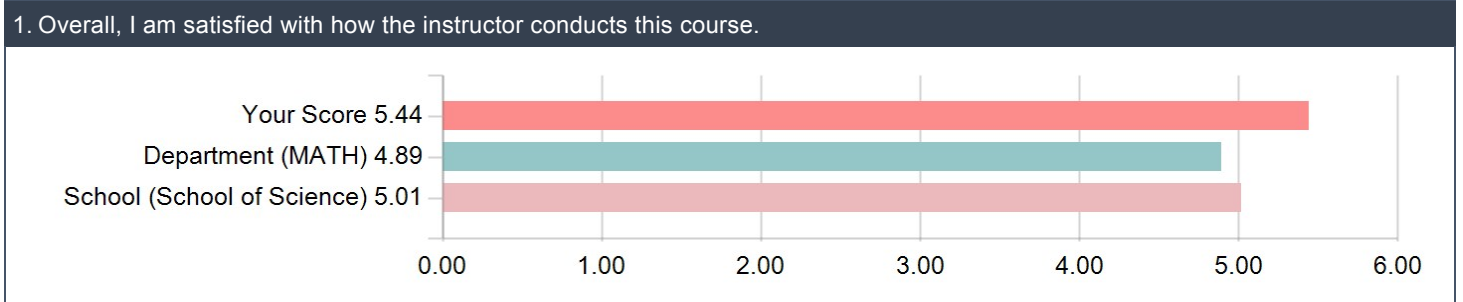 1. Overall, I am satisfied with how the instructor conducts this course.
Your Score 5.44
Department (MATH) 4.89
School (School of Science) 5.01
0.00 1.00 2.00 3.00 4.00 5.00 6.00